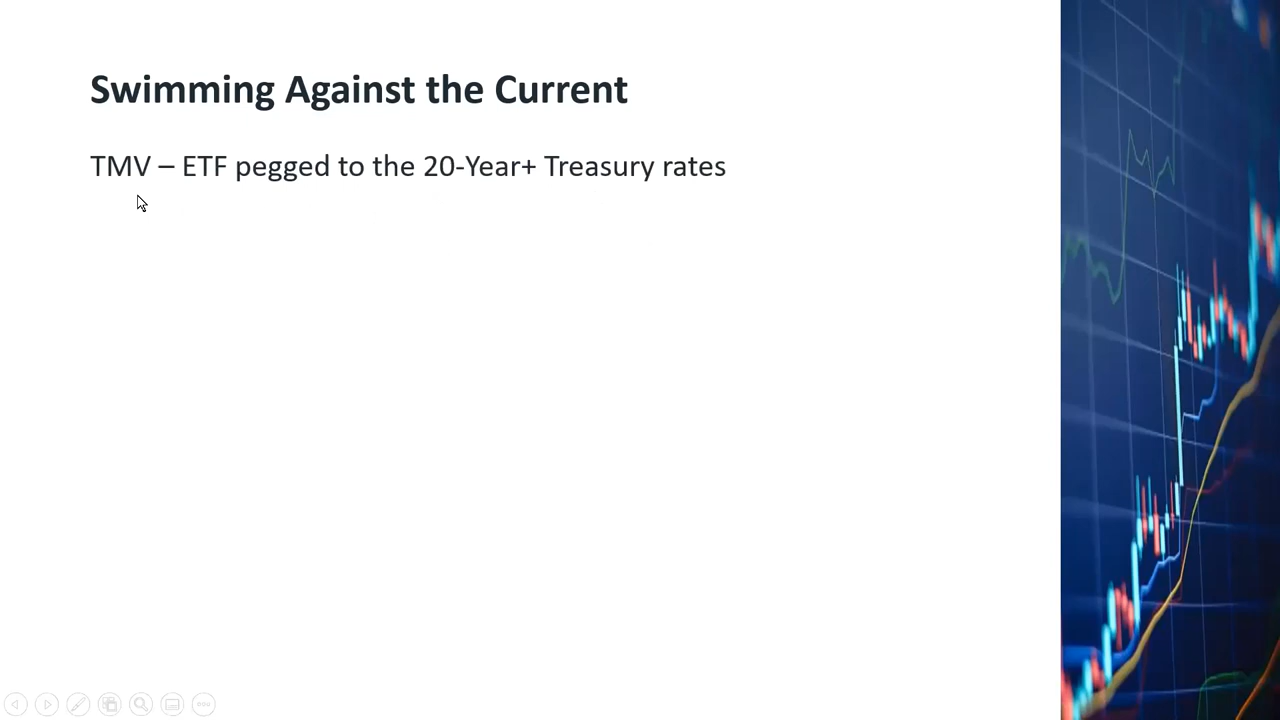 Swimming Against the Current
TMV – ETF pegged to the 20-Year+ Treasury rates